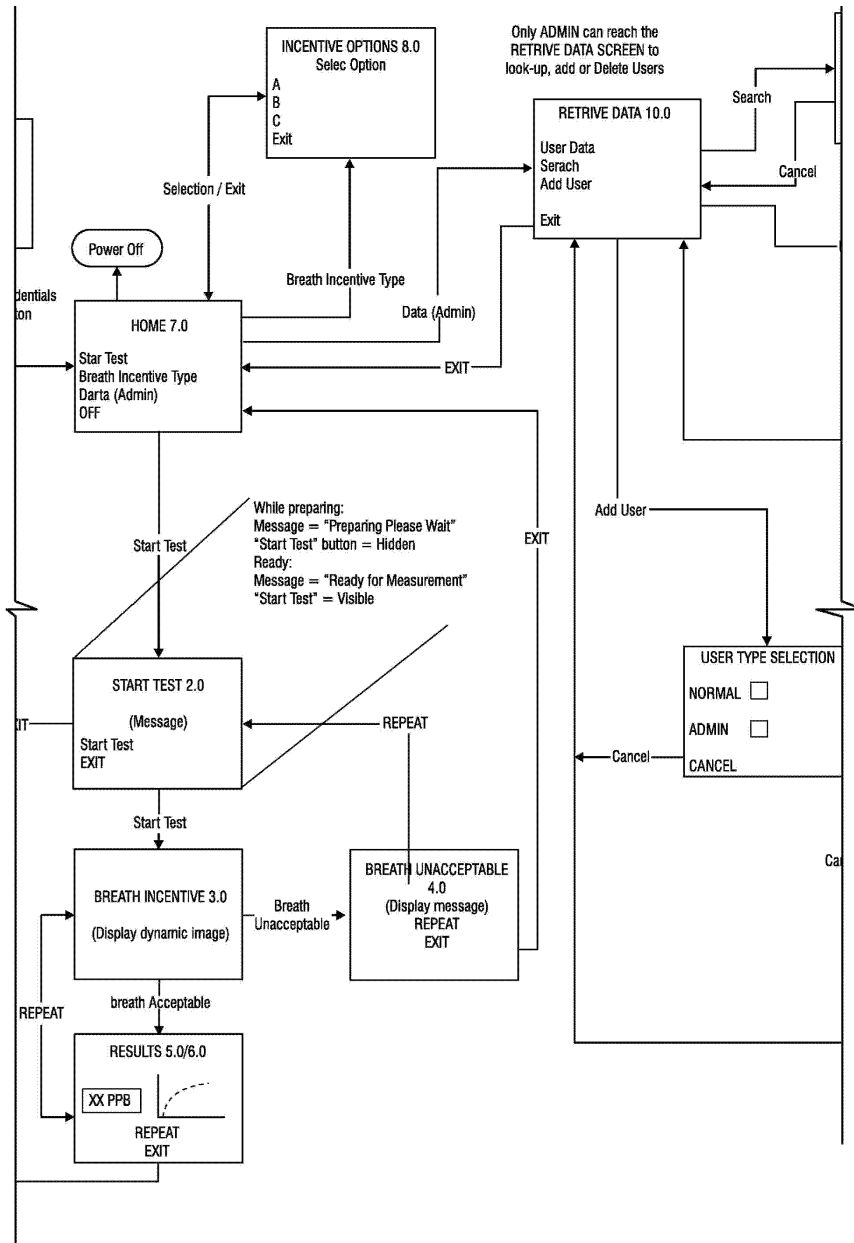 INCENTIVE OPTIONS 8.0
Selec Option
A
B
C
Exit
Only ADMIN can reach the
RETRIVE DATA SCREEN to
look-up, add or Delete Users
RETRIVE DATA 10.0
User Data
Serach
Add User
Exit
Search
Cancel
Selection / Exit
Power Off
Breath Incentive Type
Data (Admin)
dentials
ton
HOME 7.0
Star Test
Breath Incentive Type
Darta (Admin)
OFF
EXIT
While preparing:
Message = “Preparing Please Wait”
“Start Test” button = Hidden
Ready:
Message = “Ready for Measurement”
“Start Test” = Visible
Start Test
EXIT
Add User
START TEST 2.0
(Message)
Start Test
EXIT
XIT
REPEAT
USER TYPE SELECTION
NORMAL
ADMIN
CANCEL
Cancel
Start Test
BREATH INCENTIVE 3.0
(Display dynamic image)
Breath
Unacceptable
BREATH UNACCEPTABLE
4.0
(Display message)
REPEAT
EXIT
Ca
REPEAT
breath Acceptable
RESULTS 5.0/6.0
XX PPB
REPEAT
EXIT